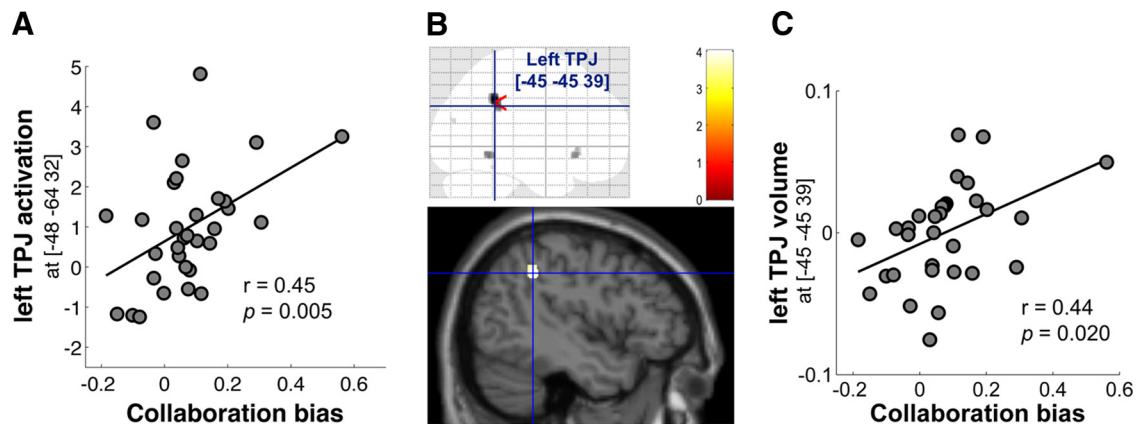 A
5
4
3
2
1
0
-1
-2
left TPJ activation
at [-48 -64 32]
r = 0.45
p = 0.005
-0.2
0
0.2
0.4
0.6
Collaboration bias
B
Left TPJ
[-45 -45 39]
<
4
3
2
1
0
C
0.1
0
-0.1
left TPJ volume
at [-45 -45 39]
r = 0.44
p = 0.020
-0.2
0
0.2
0.4
0.6
Collaboration bias